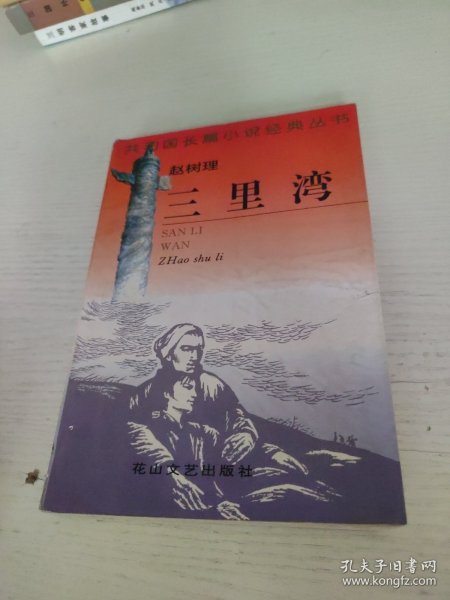 共和国长篇小说经典丛书
赵树理
三里湾
SAN LI
WAN
ZHao shu li
花山文艺出版社
孔夫子旧书网
www.kongfz.com